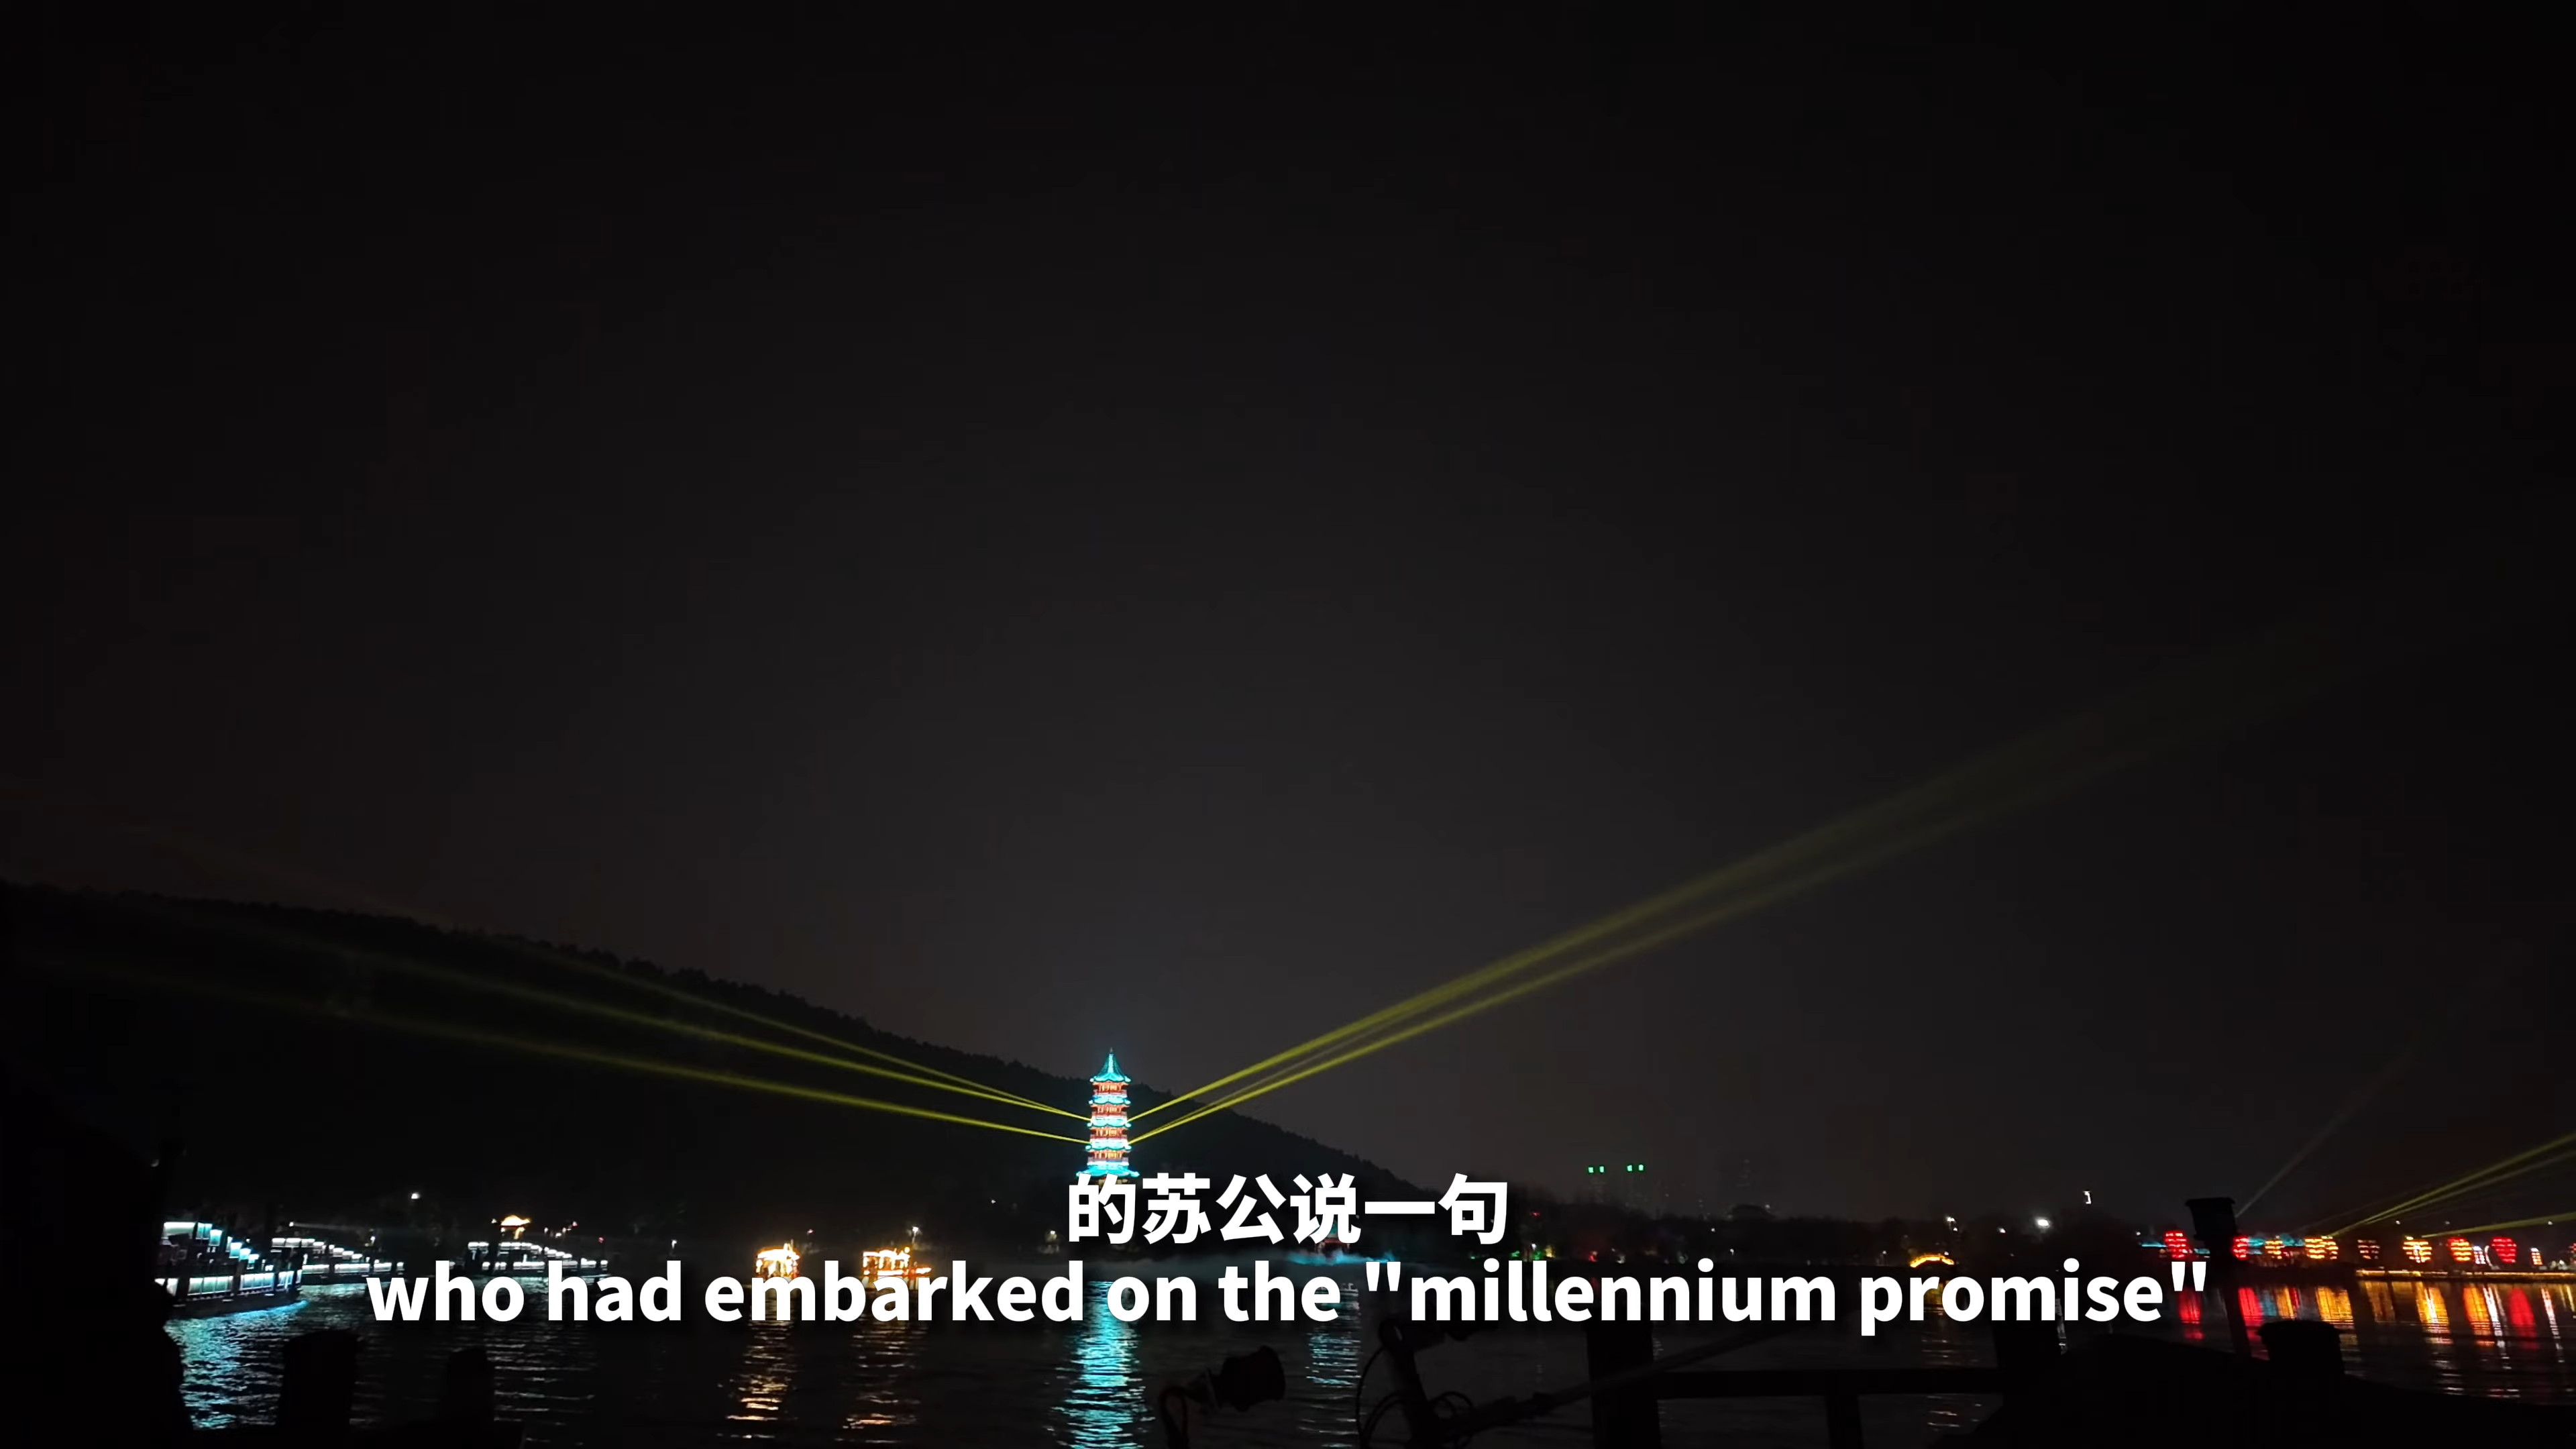 的苏公说一句
who had embarked on the "millennium promise"